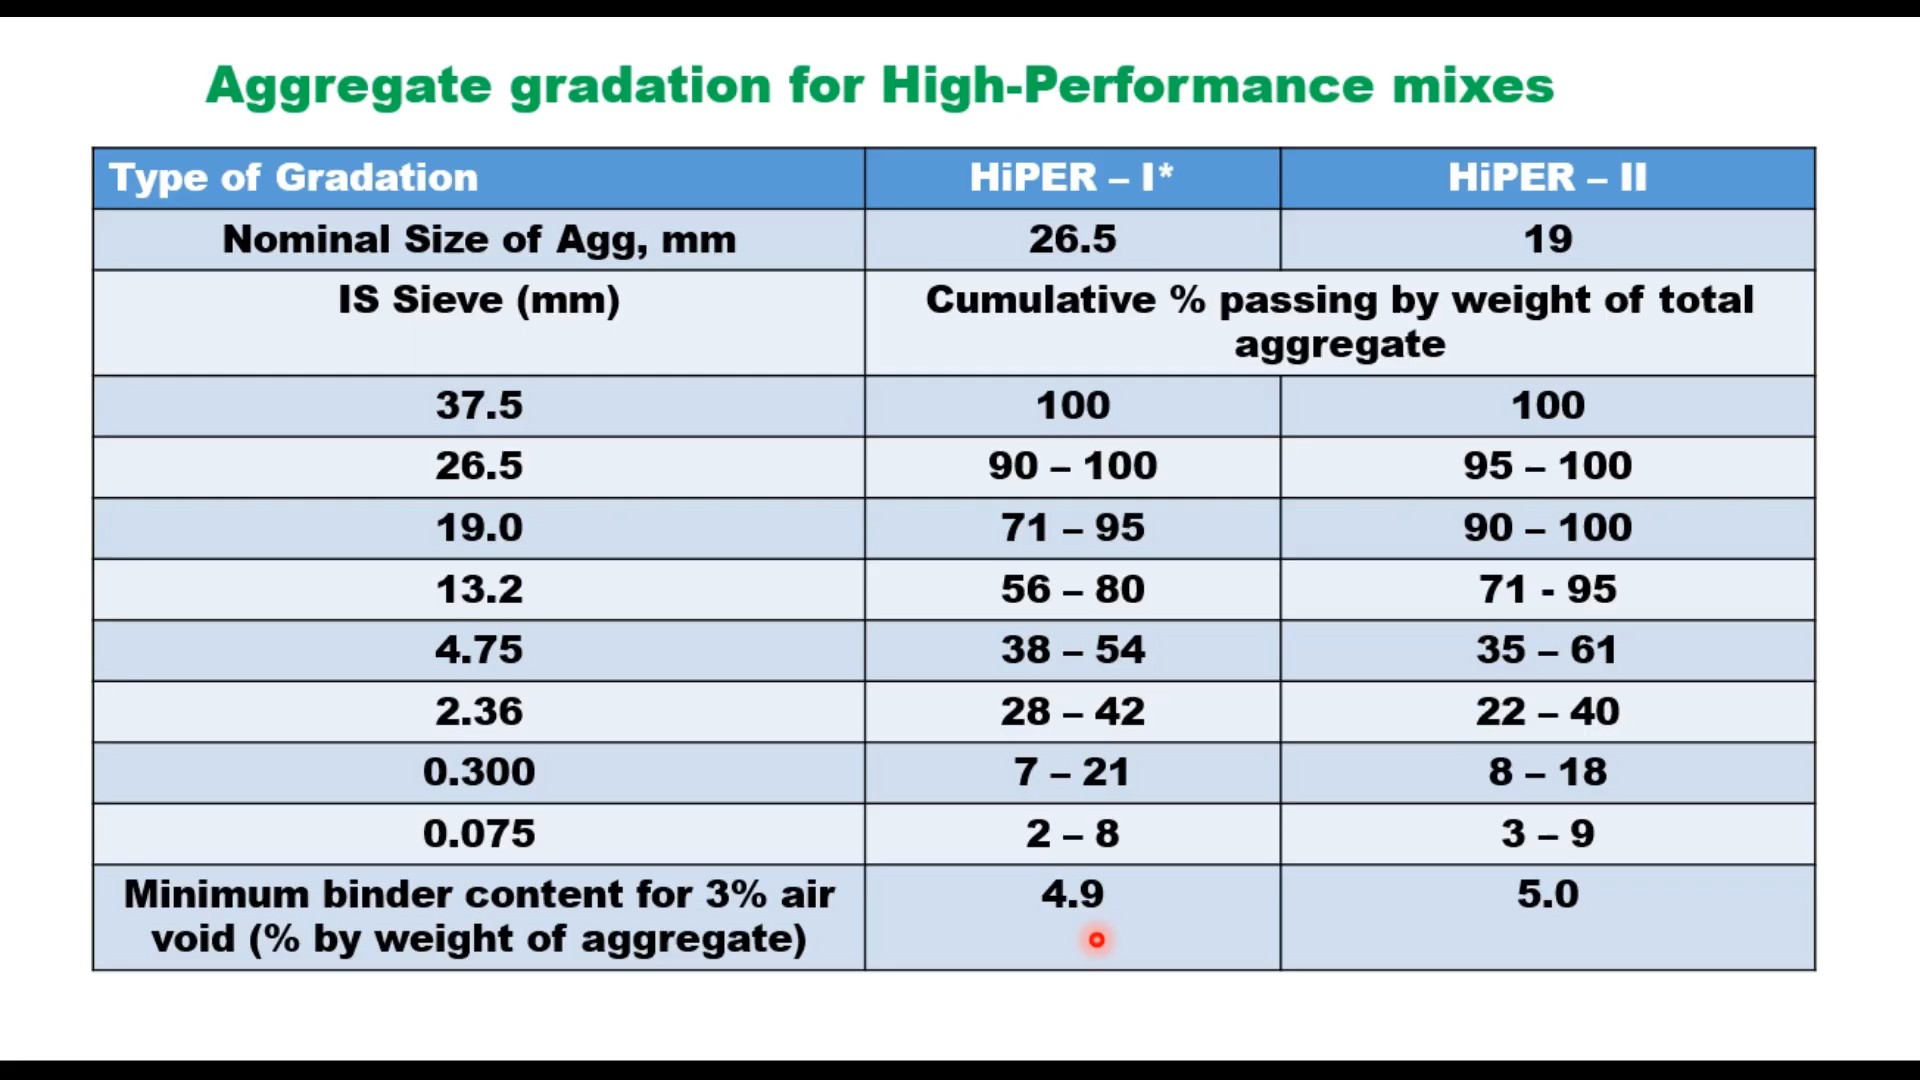 Aggregate gradation for High-Performance mixes
Type of Gradation HiPER – I* HiPER – II
Nominal Size of Agg, mm 26.5 19
IS Sieve (mm) Cumulative % passing by weight of total
aggregate
37.5 100 100
26.5 90 – 100 95 – 100
19.0 71 – 95 90 – 100
13.2 56 – 80 71 - 95
4.75 38 – 54 35 – 61
2.36 28 – 42 22 – 40
0.300 7 – 21 8 – 18
0.075 2 – 8 3 – 9
Minimum binder content for 3% air 4.9 5.0
void (% by weight of aggregate)